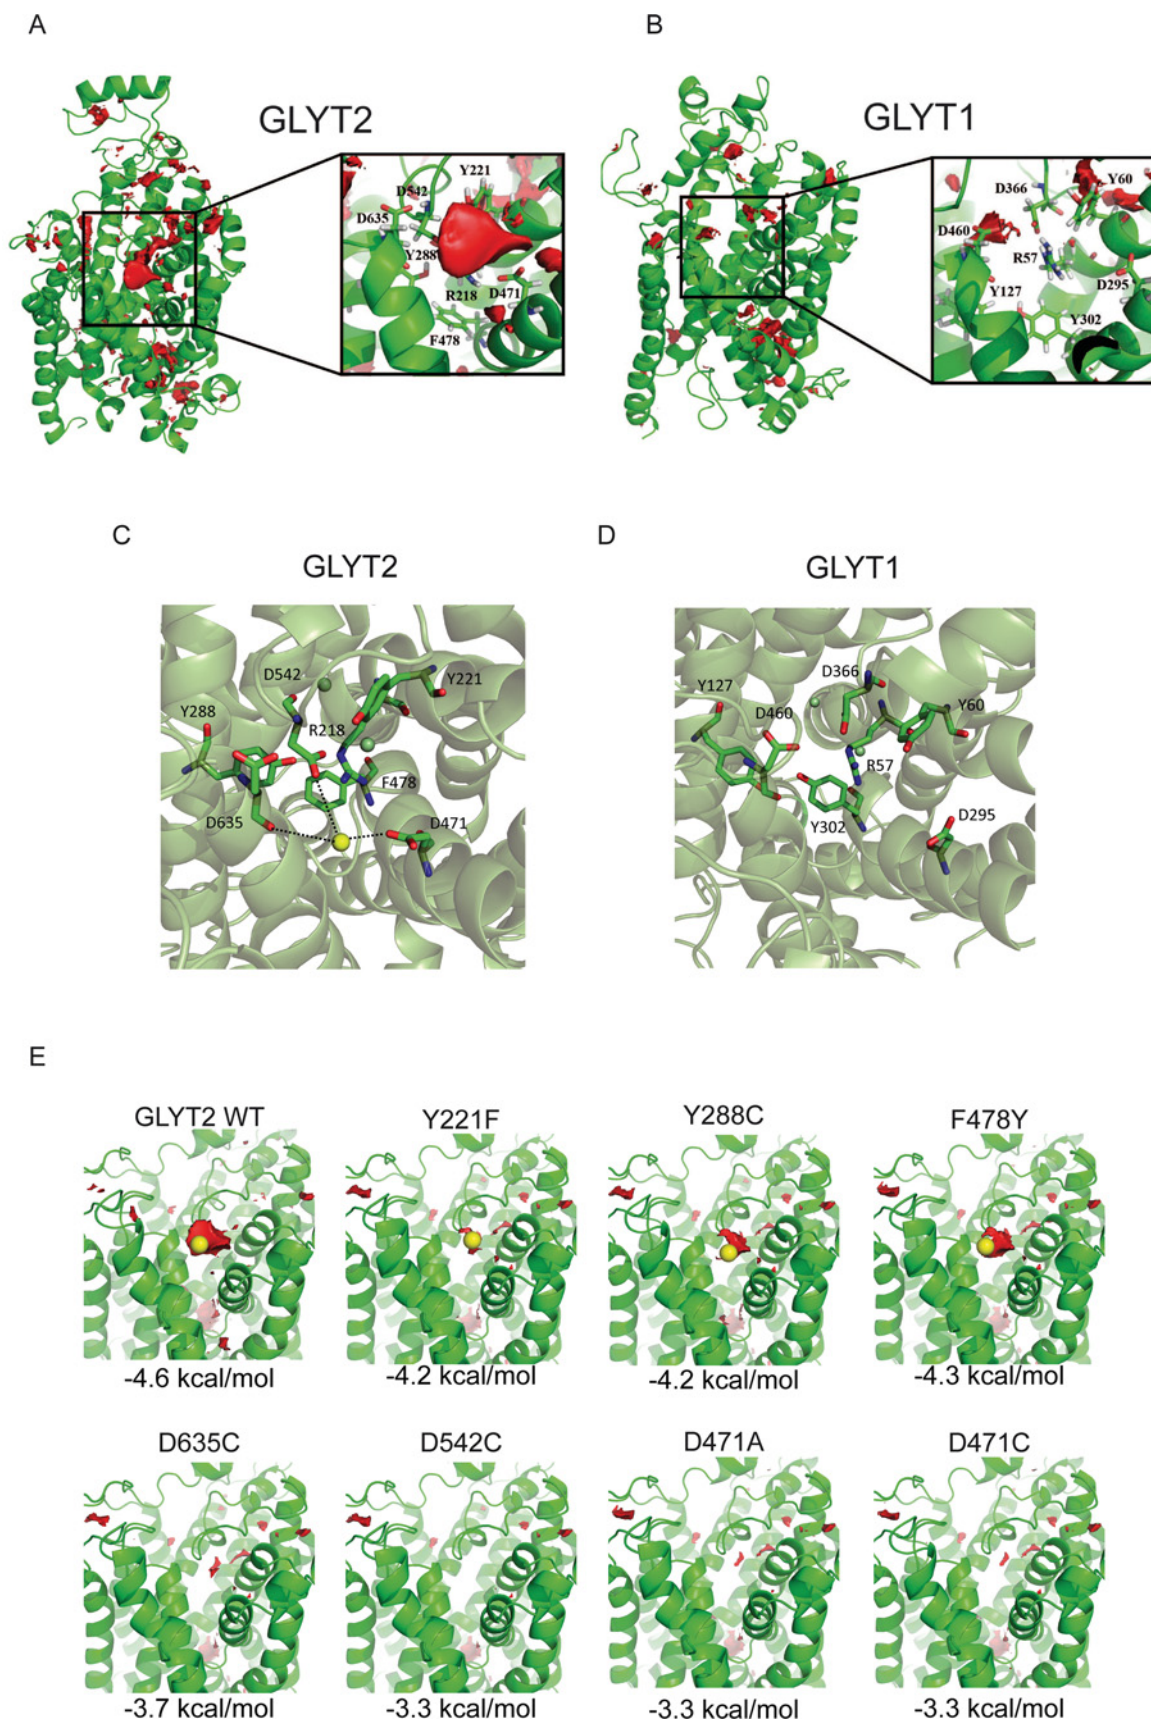 A
B
GLYT2
GLYT1
Y221
D542
D635
Y288
R218
D471
F478
Y60
D366
D460
R57
Y127
D295
Y302
C
D
GLYT2
GLYT1
D542
Y221
Y288
R218
F478
D635
D471
D366
Y127
D460
Y60
R57
Y302
D295
E
GLYT2 WT
Y221F
Y288C
F478Y
-4.6 kcal/mol
-4.2 kcal/mol
-4.2 kcal/mol
-4.3 kcal/mol
D635C
D542C
D471A
D471C
-3.7 kcal/mol
-3.3 kcal/mol
-3.3 kcal/mol
-3.3 kcal/mol